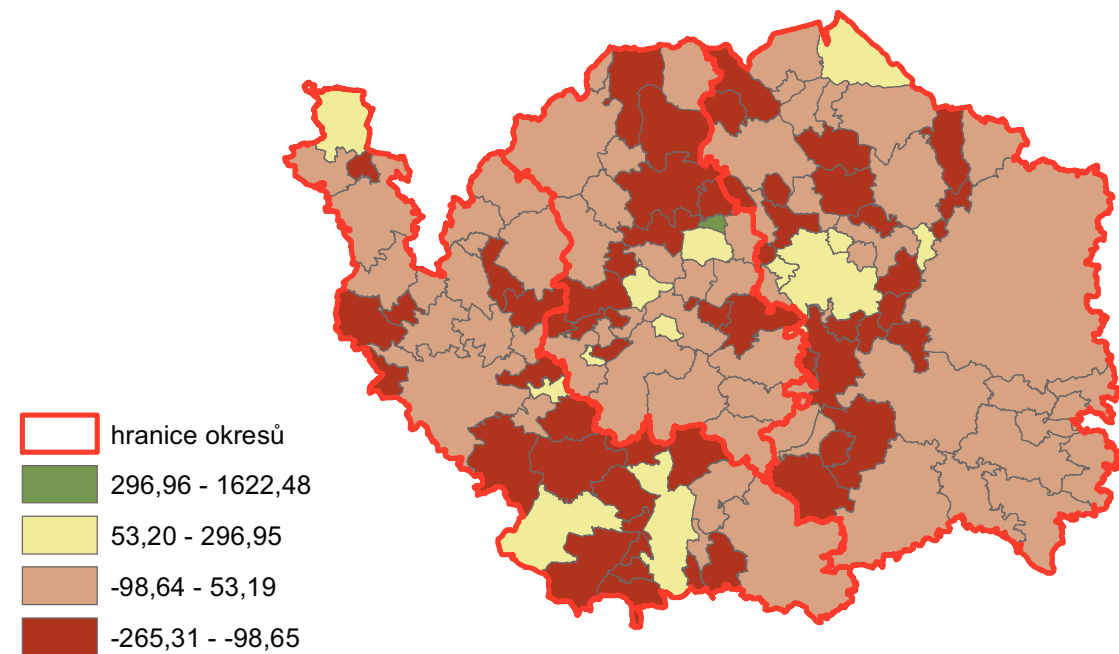 hranice okresů
296,96 - 1622,48
53,20 - 296,95
-98,64 - 53,19
-265,31 - -98,65